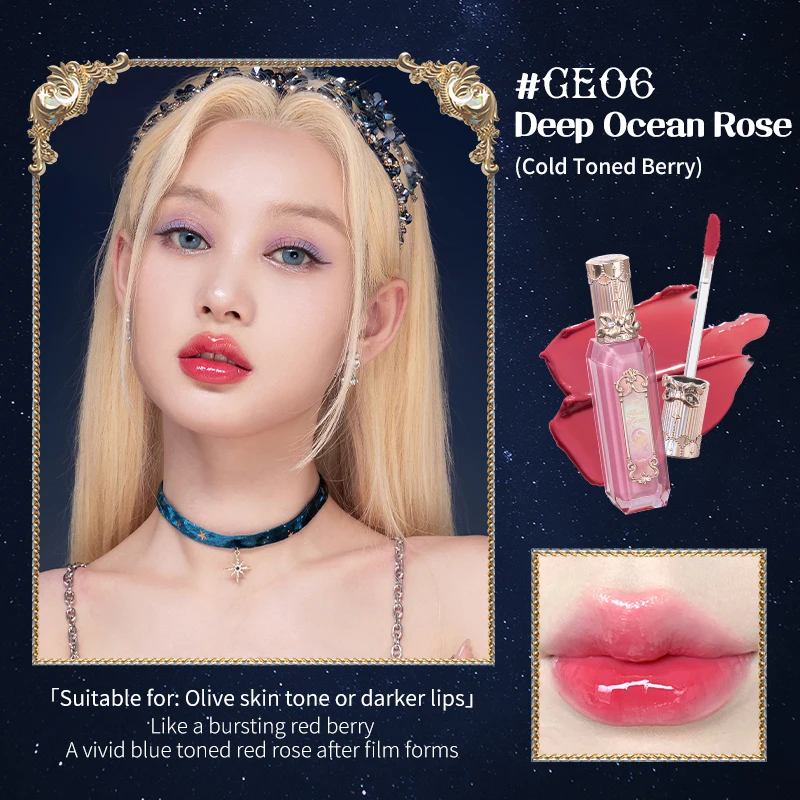 #GE06
Deep Ocean Rose
(Cold Toned Berry)
「Suitable for: Olive skin tone or darker lips」
Like a bursting red berry
A vivid blue toned red rose after film forms